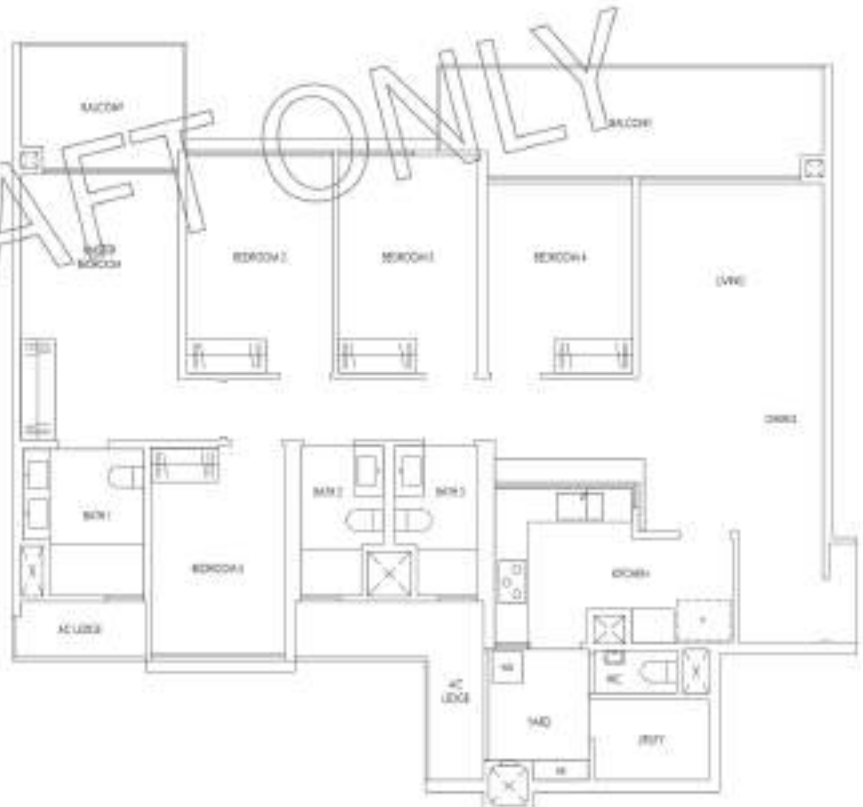 AFT ONLY
BALCONY
BALCONY
MASTER
BEDROOM
BEDROOM 2
BEDROOM 3
BEDROOM 4
LIVING
DINING
BATH 1
BEDROOM 5
BATH 2
BATH 3
KITCHEN
F
AC LEDGE
AC
LEDGE
WC
YARD
UTILITY